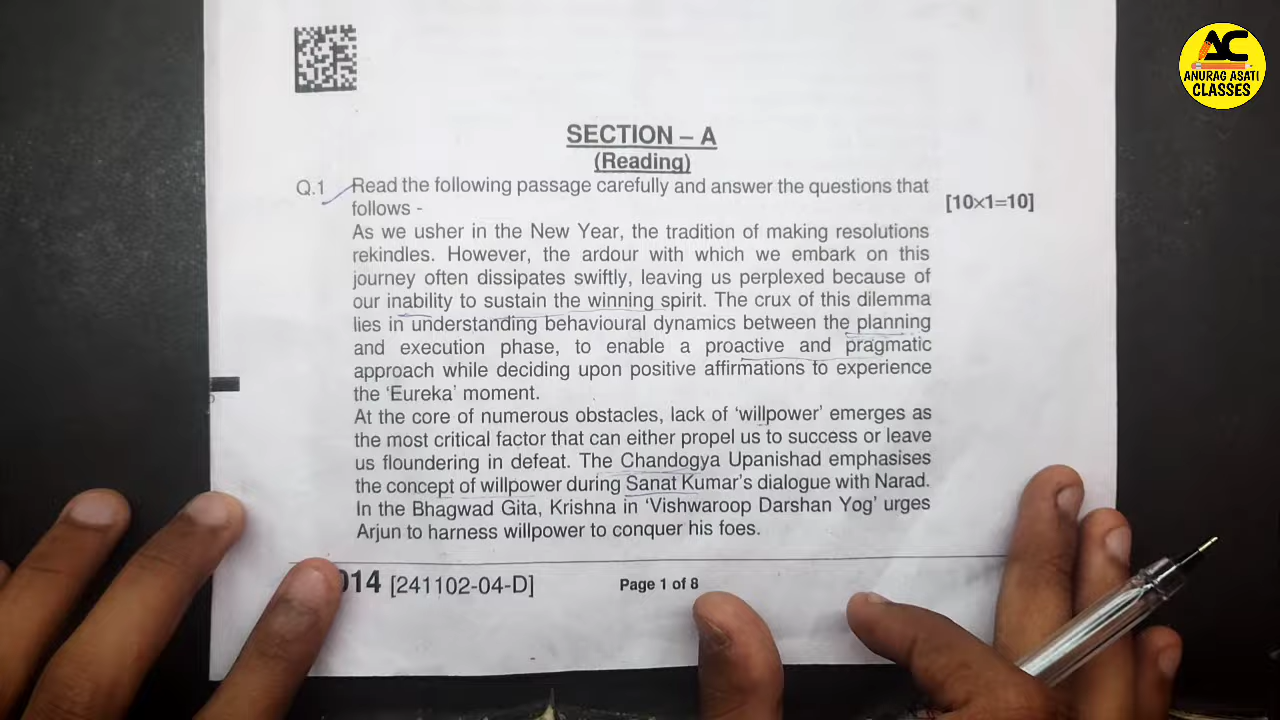 AC
ANURAG ASATI
CLASSES
SECTION – A
(Reading)
Q.1 Read the following passage carefully and answer the questions that
follows - [10×1=10]
As we usher in the New Year, the tradition of making resolutions
rekindles. However, the ardour with which we embark on this
journey often dissipates swiftly, leaving us perplexed because of
our inability to sustain the winning spirit. The crux of this dilemma
lies in understanding behavioural dynamics between the planning
and execution phase, to enable a proactive and pragmatic
approach while deciding upon positive affirmations to experience
the ‘Eureka’ moment.
At the core of numerous obstacles, lack of ‘willpower’ emerges as
the most critical factor that can either propel us to success or leave
us floundering in defeat. The Chandogya Upanishad emphasises
the concept of willpower during Sanat Kumar’s dialogue with Narad.
In the Bhagwad Gita, Krishna in ‘Vishwaroop Darshan Yog’ urges
Arjun to harness willpower to conquer his foes.
014 [241102-04-D] Page 1 of 8